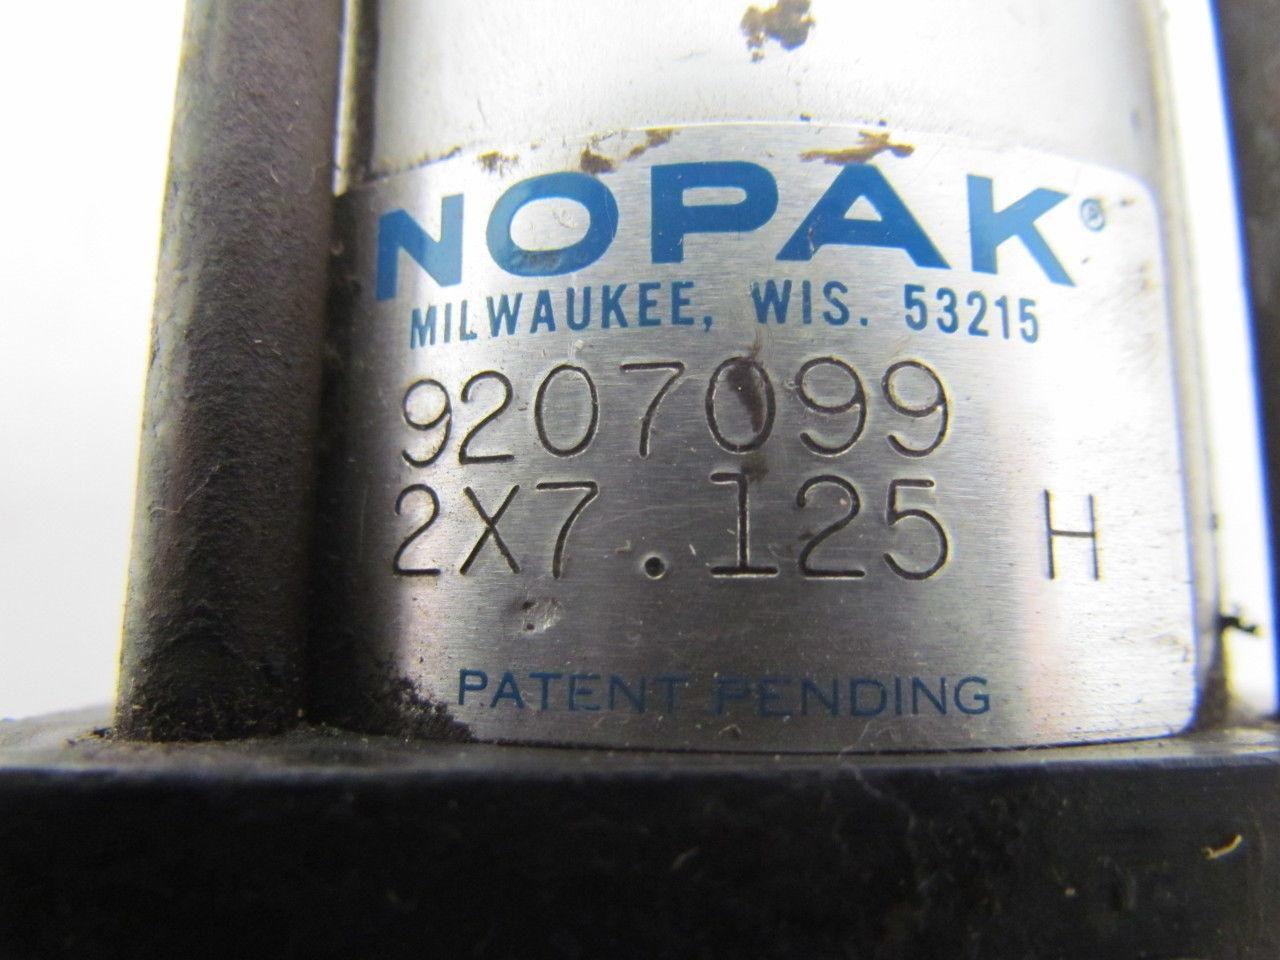 NOPAK®
MILWAUKEE, WIS. 53215
9207099
2X7.125 H
PATENT PENDING